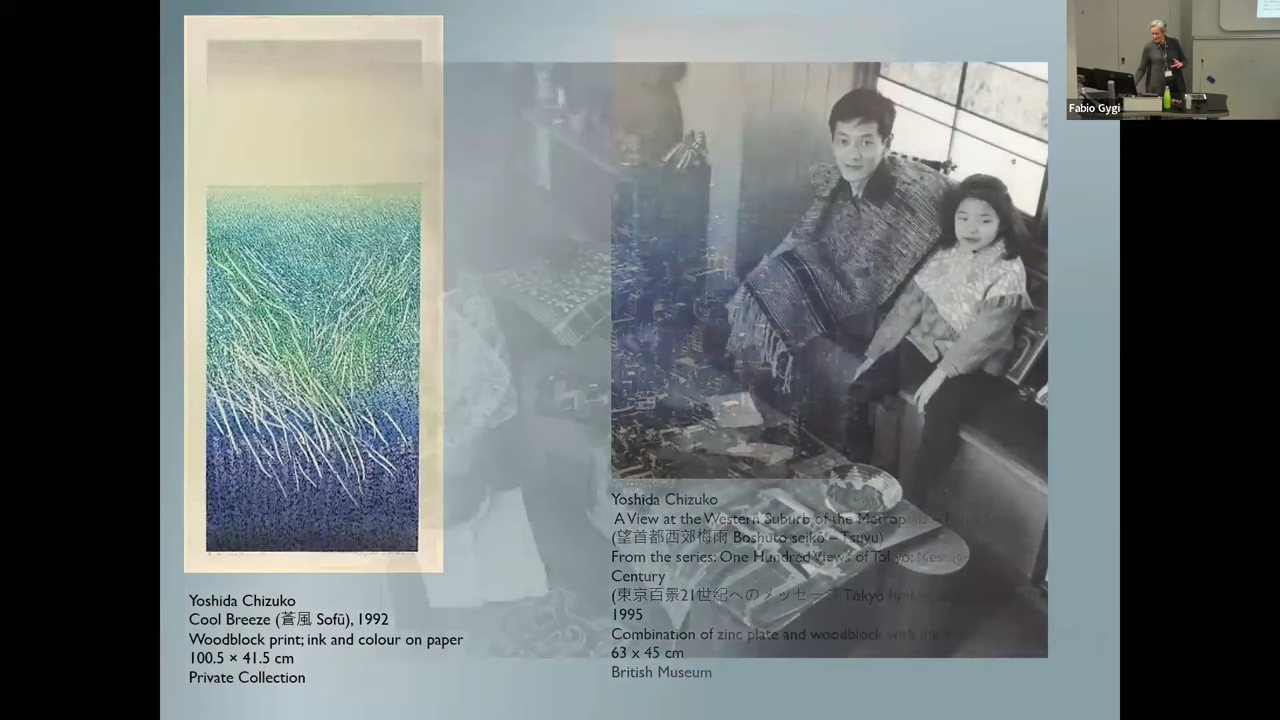 Fabio Gygi
Yoshida Chizuko
Cool Breeze (蒼風 Sofū), 1992
Woodblock print; ink and colour on paper
100.5 × 41.5 cm
Private Collection
Yoshida Chizuko
A View at the Western Suburb of the Metropolis
(望首都西郊梅雨 Boshuto seiko – Tsuyu)
From the series: One Hundred Views of Tokyo: Message
Century
(東京百景21世紀へのメッセージ Tokyo
1995
Combination of zinc plate and woodblock with ink
63 x 45 cm
British Museum